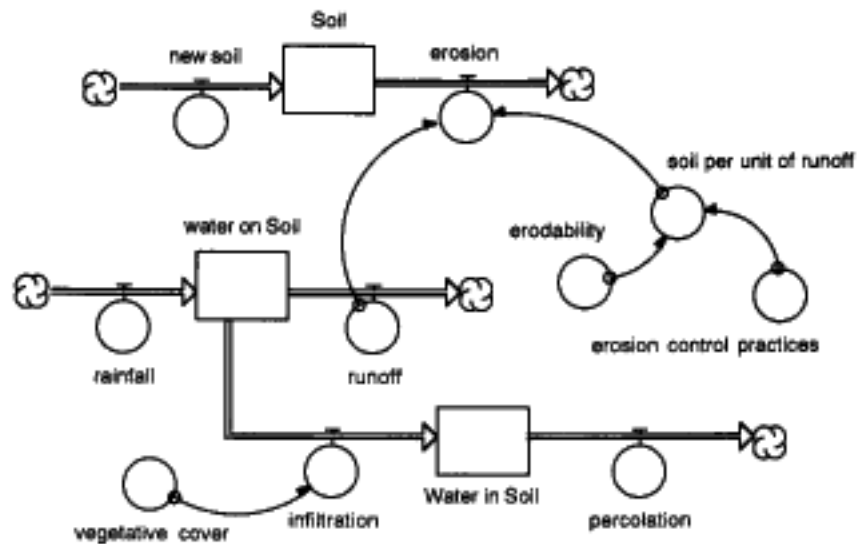 Soil
new soil
erosion
soil per unit of runoff
water on Soil
erodability
erosion control practices
rainfall
runoff
Water in Soil
vegetative cover
infiltration
percolation